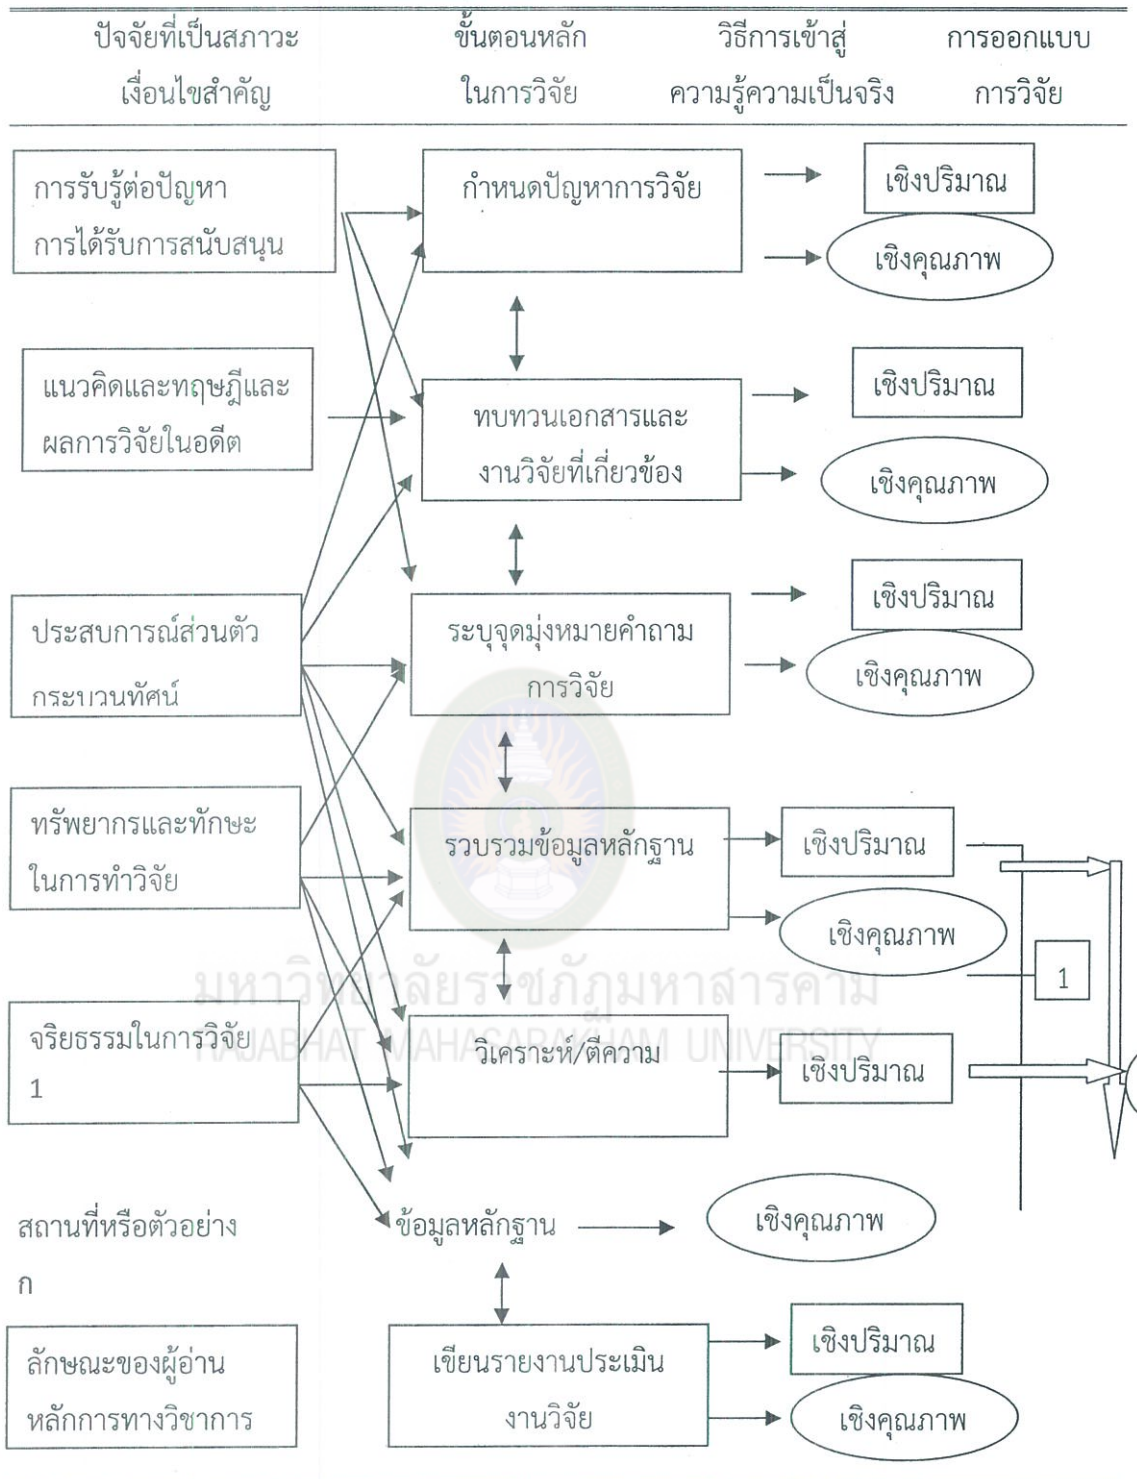 ปัจจัยที่เป็นสภาวะ
เงื่อนไขสำคัญ
ขั้นตอนหลัก
ในการวิจัย
วิธีการเข้าสู่
ความรู้ความเป็นจริง
การออกแบบ
การวิจัย
การรับรู้ต่อปัญหา
การได้รับการสนับสนุน
กำหนดปัญหาการวิจัย
เชิงปริมาณ
เชิงคุณภาพ
แนวคิดและทฤษฎีและ
ผลการวิจัยในอดีต
ทบทวนเอกสารและ
งานวิจัยที่เกี่ยวข้อง
เชิงปริมาณ
เชิงคุณภาพ
ประสบการณ์ส่วนตัว
กระบวนทัศน์
ระบุจุดมุ่งหมายคำถาม
การวิจัย
เชิงปริมาณ
เชิงคุณภาพ
ทรัพยากรและทักษะ
ในการทำวิจัย
รวบรวมข้อมูลหลักฐาน
เชิงปริมาณ
เชิงคุณภาพ
1
มหาวิทยาลัยราชภัฏมหาสารคาม
RAJABHAT MAHASARAKHAM UNIVERSITY
จริยธรรมในการวิจัย
1
วิเคราะห์/ตีความ
เชิงปริมาณ
สถานที่หรือตัวอย่าง
ก
ข้อมูลหลักฐาน
เชิงคุณภาพ
ลักษณะของผู้อ่าน
หลักการทางวิชาการ
เขียนรายงานประเมิน
งานวิจัย
เชิงปริมาณ
เชิงคุณภาพ